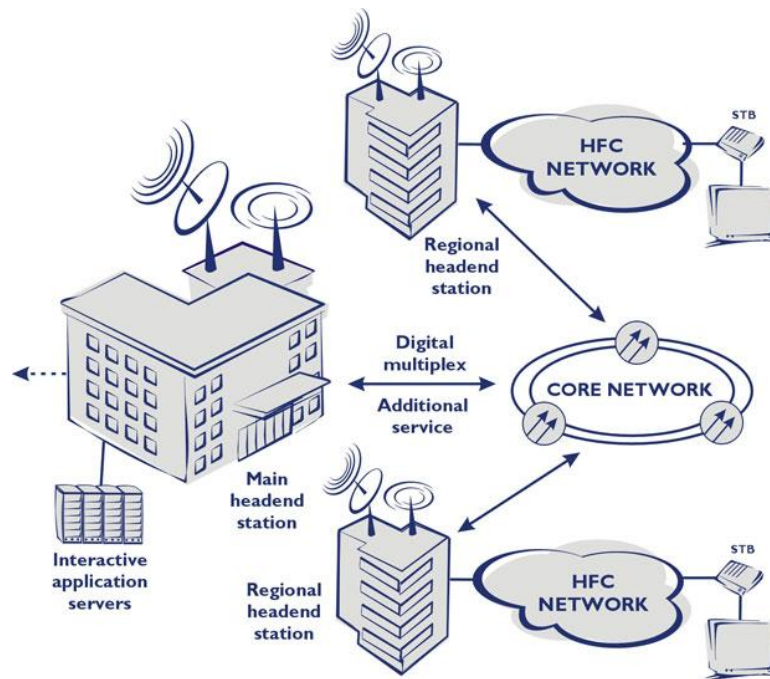 STB
HFC
NETWORK
Regional
headend
station
Digital
multiplex
CORE NETWORK
Additional
service
Main
headend
station
Interactive
application
servers
Regional
headend
station
STB
HFC
NETWORK